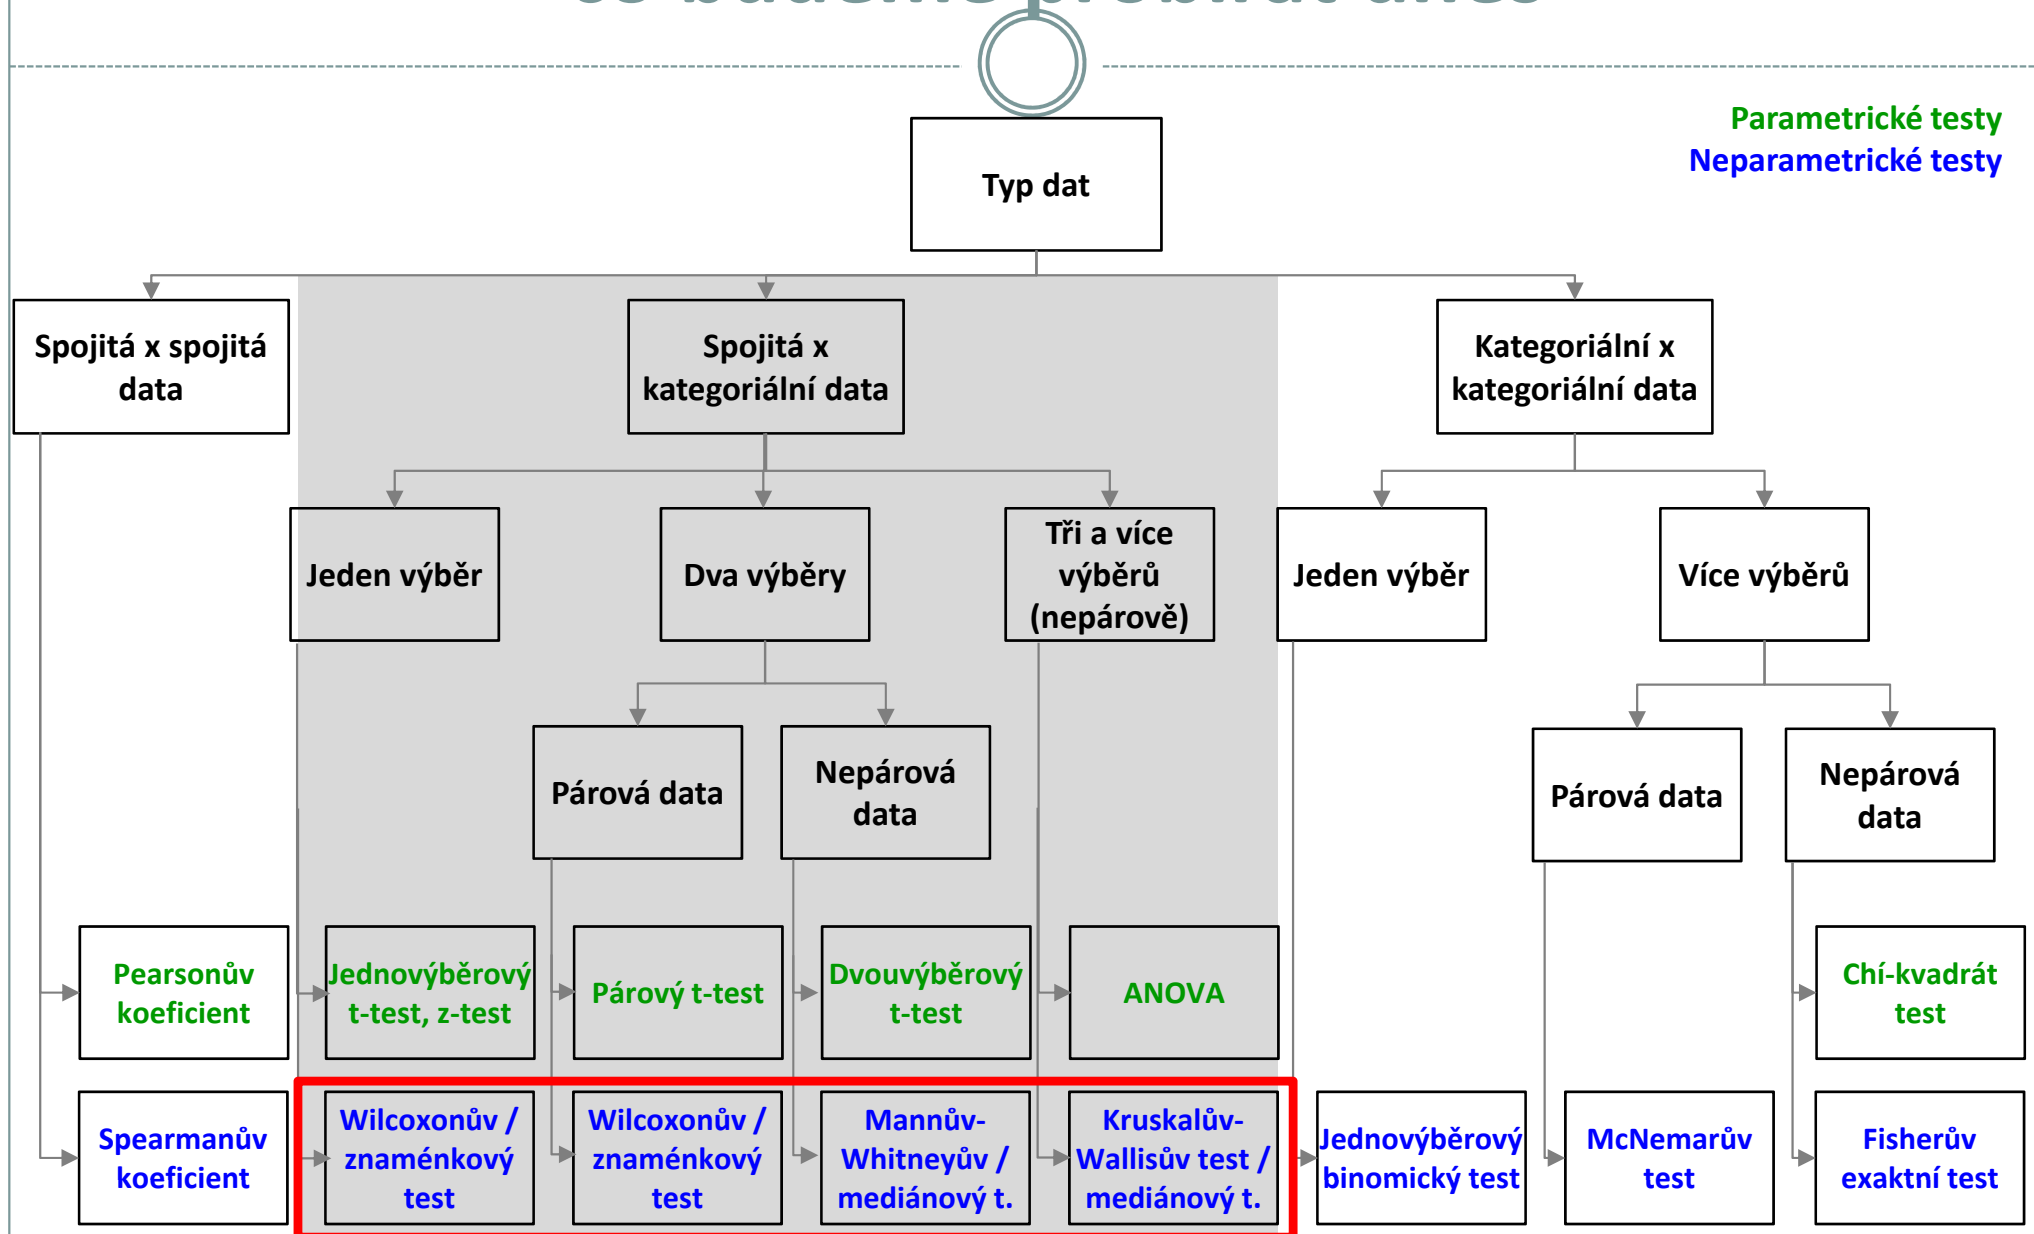 Parametrické testy
Neparametrické testy
Typ dat
Spojitá x spojitá
data
Spojitá x
kategoriální data
Kategoriální x
kategoriální data
Jeden výběr
Dva výběry
Tři a více
výběrů
(nepárově)
Jeden výběr
Více výběrů
Párová data
Nepárová
data
Párová data
Nepárová
data
Pearsonův
koeficient
Jednovýběrový
t-test, z-test
Párový t-test
Dvouvýběrový
t-test
ANOVA
Chí-kvadrát
test
Spearmanův
koeficient
Wilcoxonův /
znaménkový
test
Wilcoxonův /
znaménkový
test
Mannův-
Whitneyův /
mediánový t.
Kruskalův-
Wallisův test /
mediánový t.
Jednovýběrový
binomický test
McNemarův
test
Fisherův
exaktní test